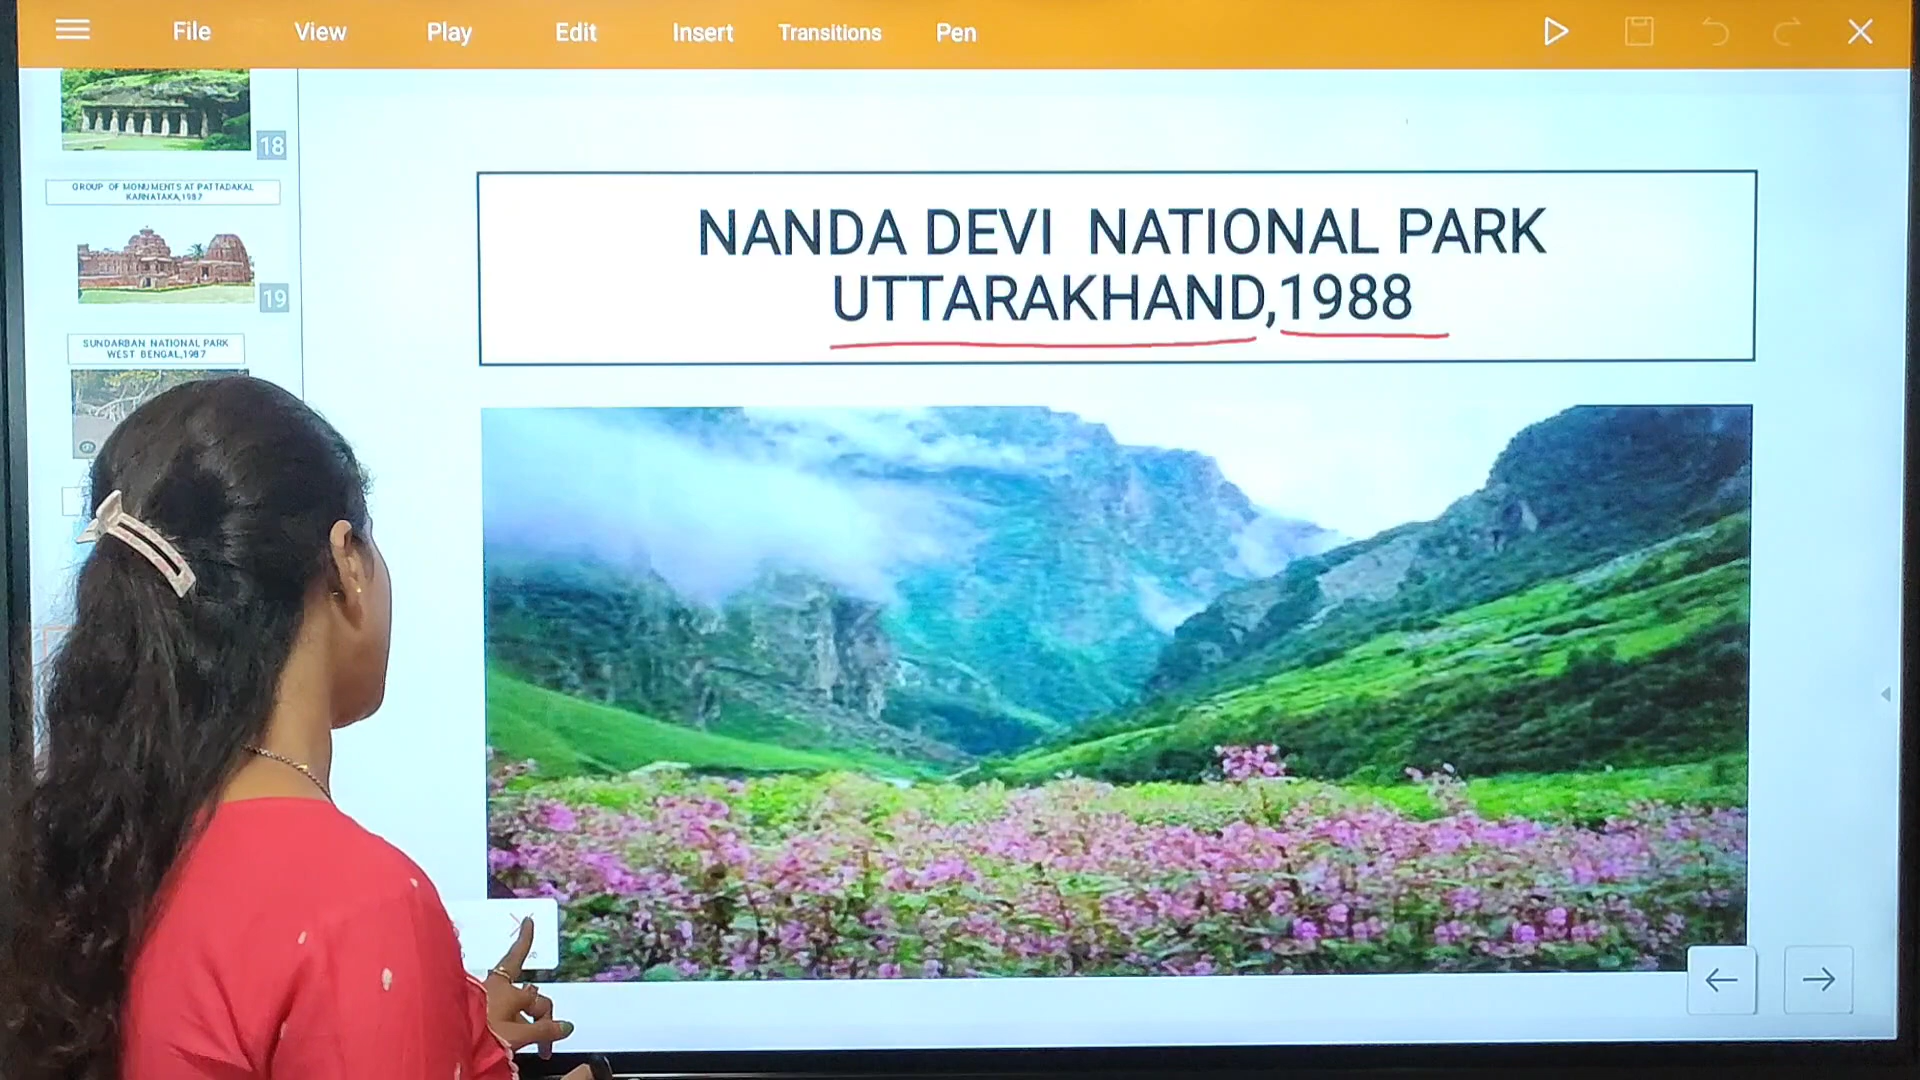 File View Play Edit Insert Transitions Pen
18
GROUP OF MONUMENTS AT PATTADAKAL
KARNATAKA,1987
19
SUNDARBAN NATIONAL PARK
WEST BENGAL,1987
NANDA DEVI NATIONAL PARK
UTTARAKHAND,1988